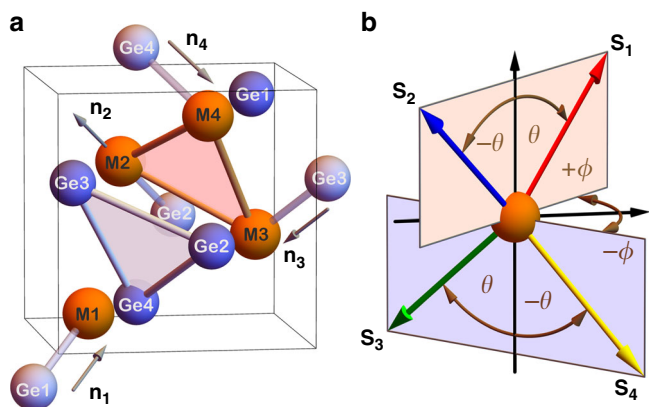 a
Ge4
n4
Ge1
n2
M4
M2
Ge3
Ge3
Ge2
Ge2
M3
n3
Ge4
M1
Ge1
n1
b
S1
S2
θ
-θ
+ϕ
-ϕ
θ
-θ
S3
S4